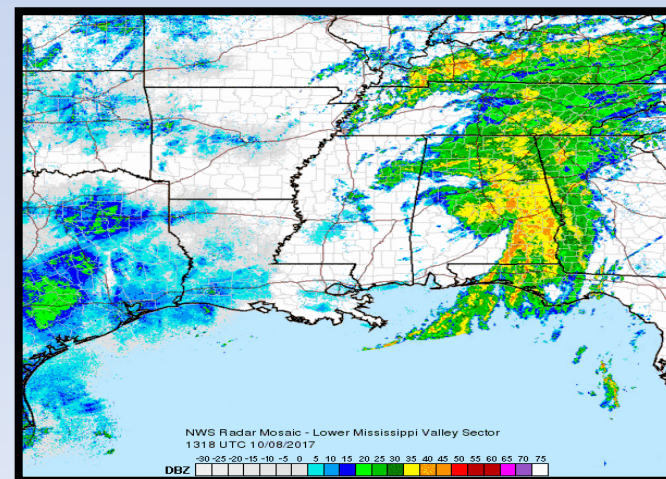 NWS Radar Mosaic - Lower Mississippi Valley Sector
1318 UTC 10/08/2017
-30 -25 -20 -15 -10 -5 0 5 10 15 20 25 30 35 40 45 50 55 60 65 70 75
DBZ